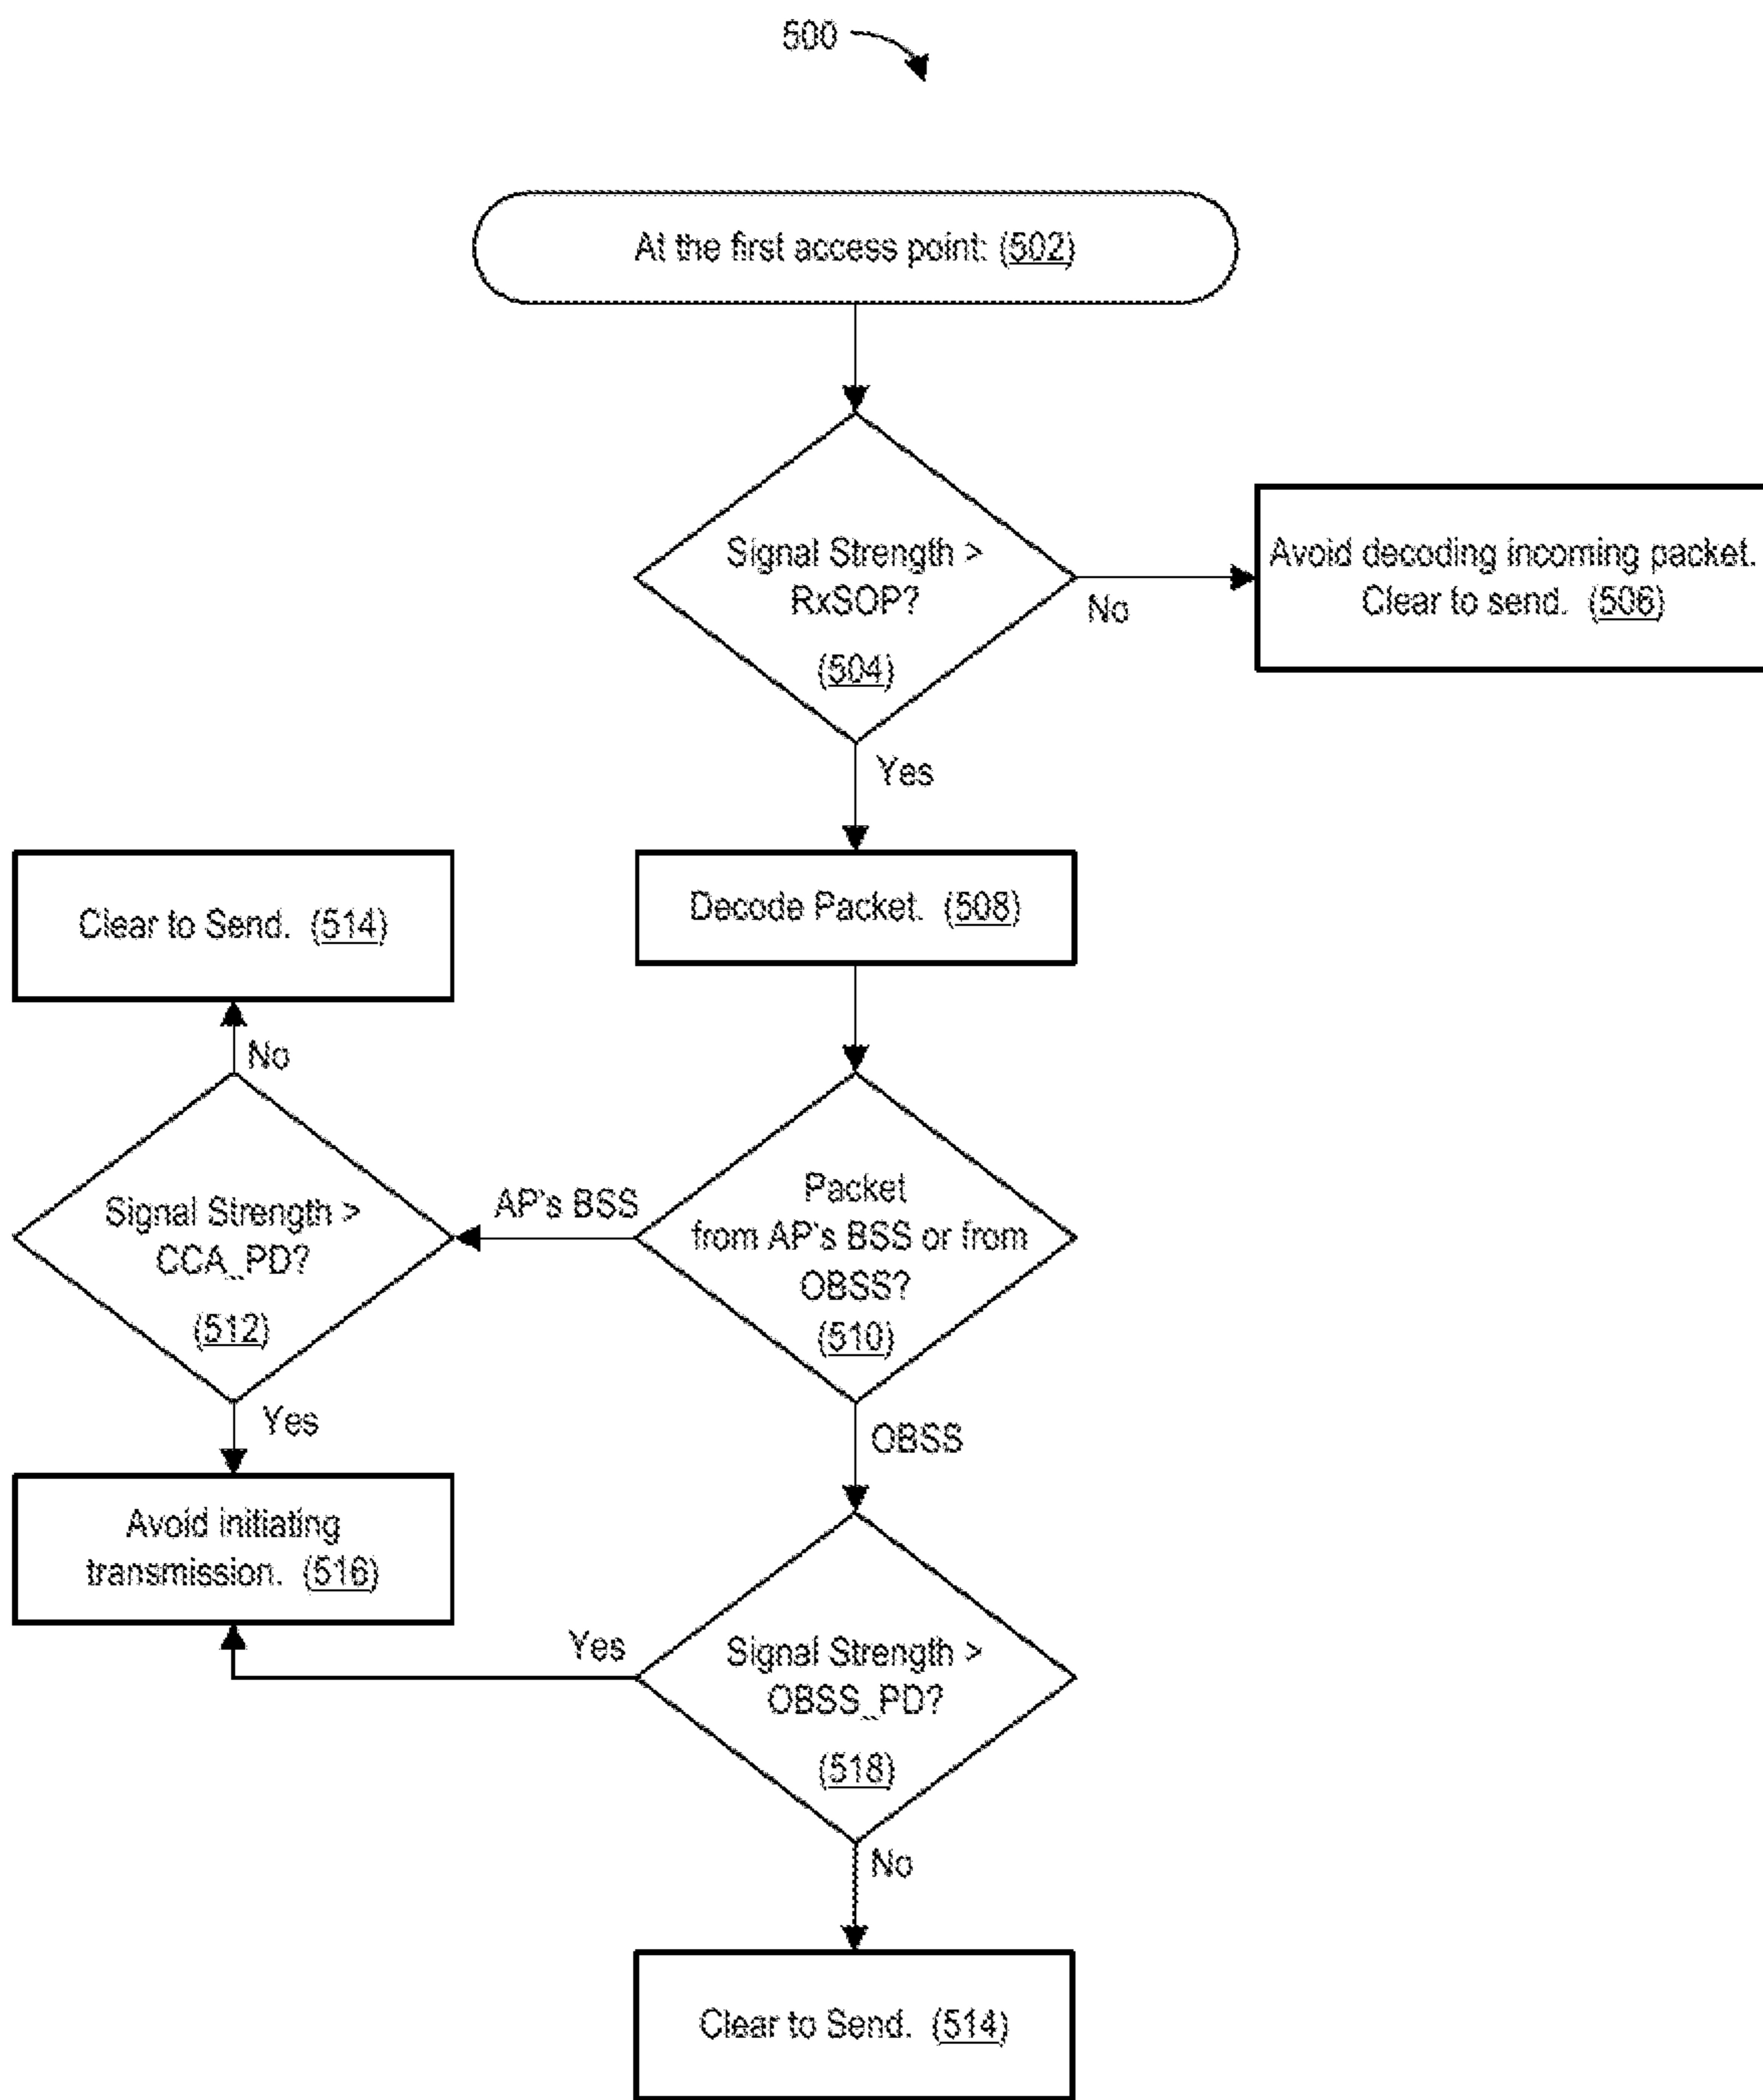 500
At the first access point: (502)
Signal Strength >
RxSOP?
(504)
No
Avoid decoding incoming packet.
Clear to send. (506)
Yes
Decode Packet. (508)
Clear to Send. (514)
No
Signal Strength >
CCA_PD?
(512)
AP's BSS
Packet
from AP's BSS or from
OBSS?
(510)
Yes
OBSS
Avoid initiating
transmission. (516)
Yes
Signal Strength >
OBSS_PD?
(518)
No
Clear to Send. (514)